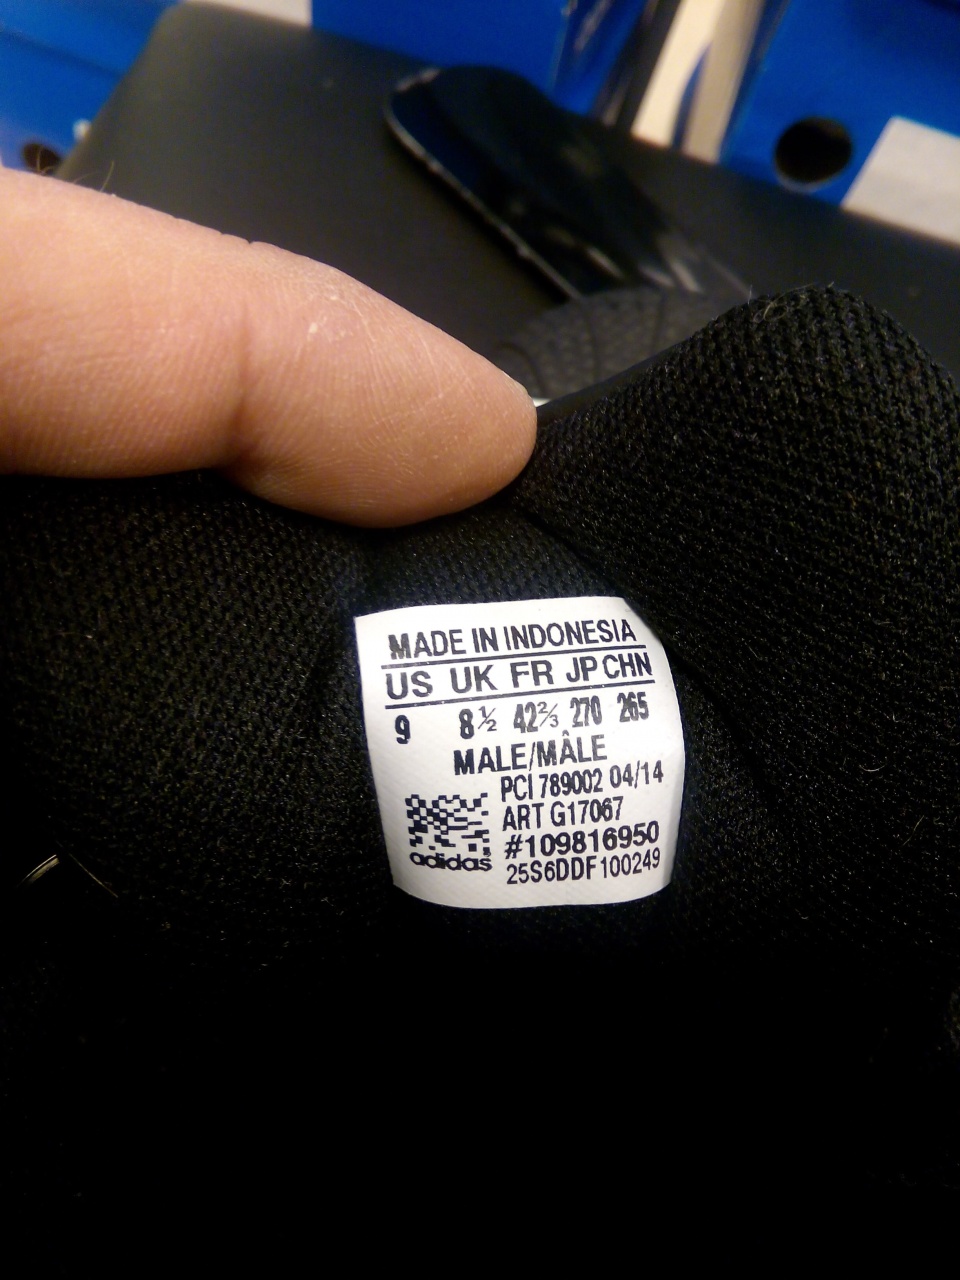 MADE IN INDONESIA
US UK FR JP CHN
9 8½ 42⅔ 270 265
MALE/MÂLE
PCI 789002 04/14
ART G17067
#109816950
adidas 25S6DDF100249